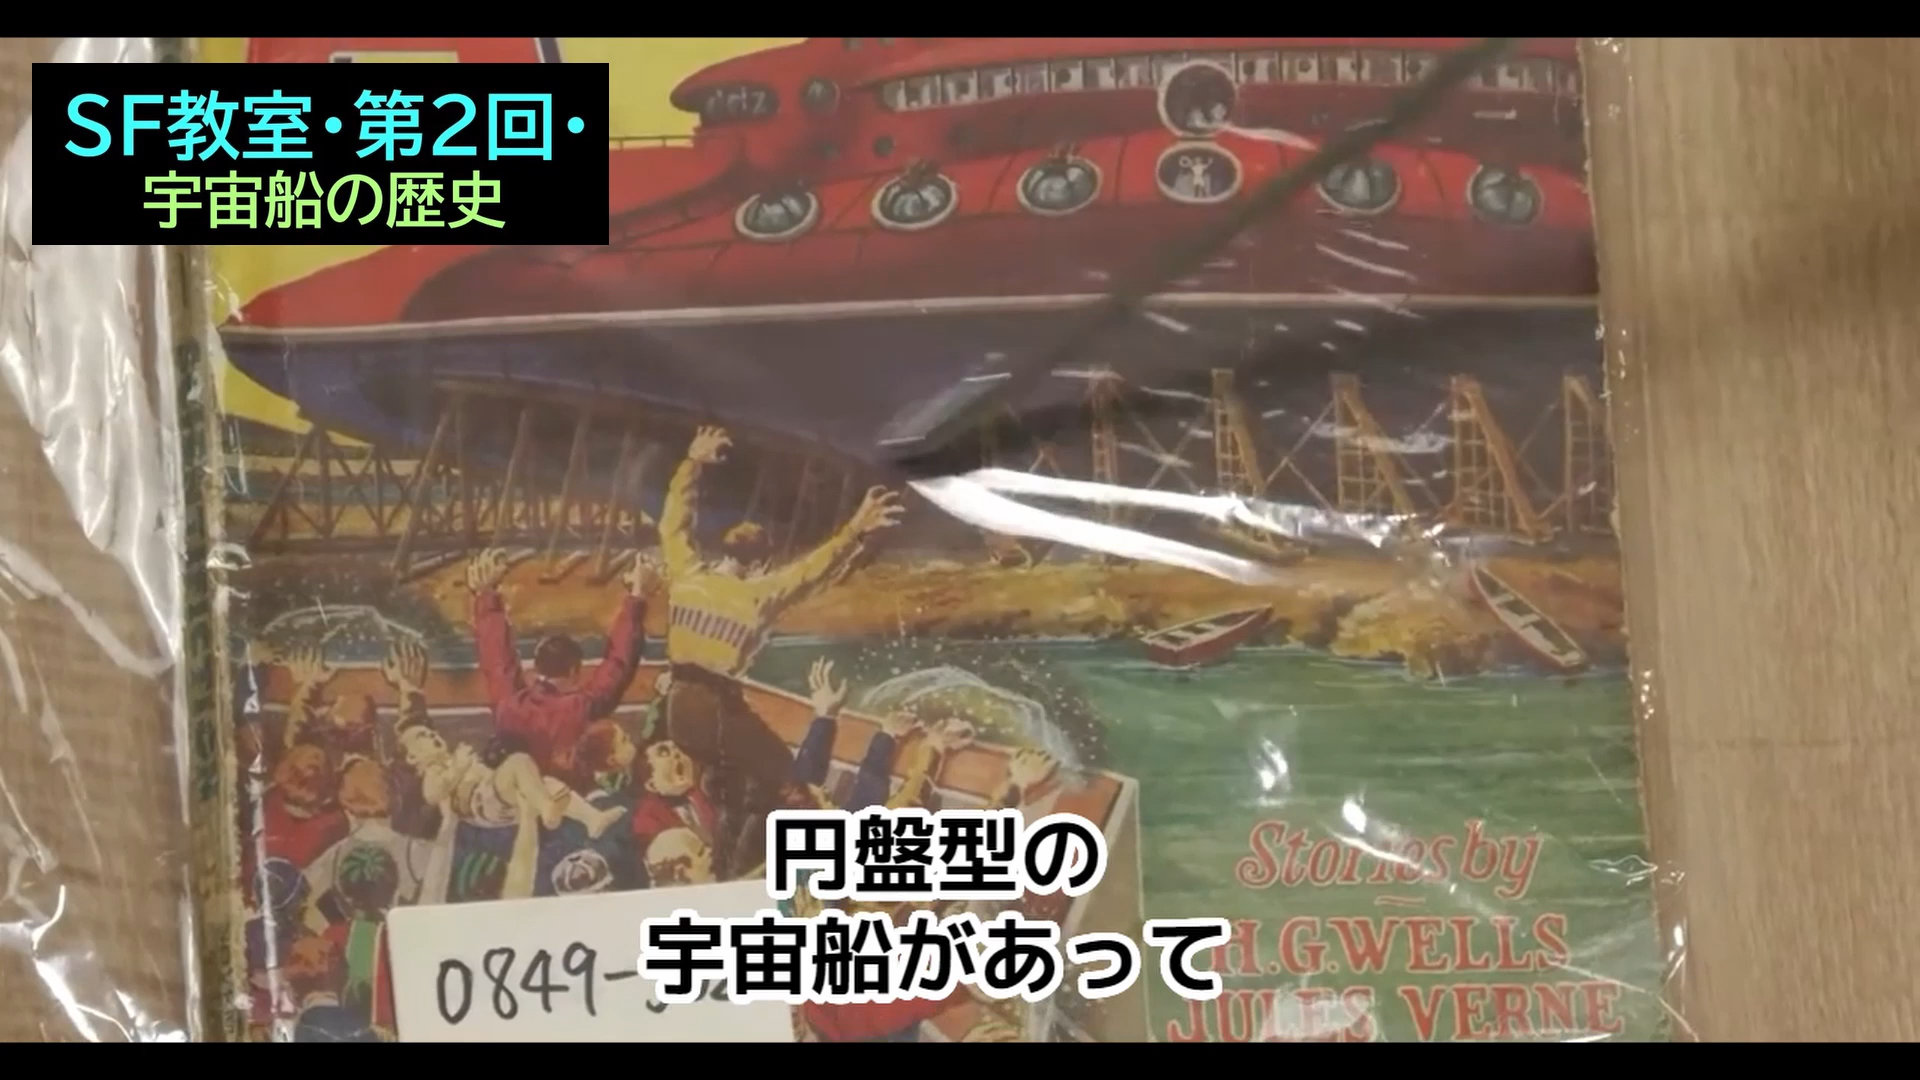 SF教室・第2回・
宇宙船の歴史
円盤型の
宇宙船があって
0849-
Stories by
H.G.WELLS
JULES VERNE